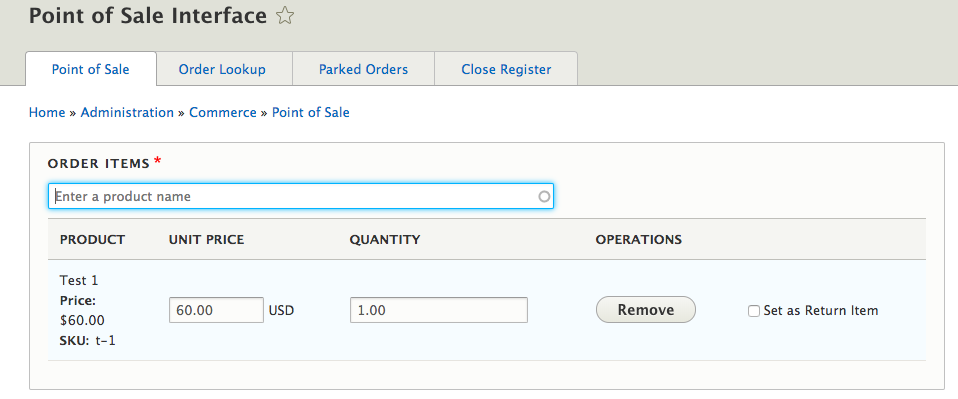 Point of Sale Interface
Point of Sale Order Lookup Parked Orders Close Register
Home » Administration » Commerce » Point of Sale
ORDER ITEMS *
Enter a product name
PRODUCT UNIT PRICE QUANTITY OPERATIONS
Test 1
Price:
$60.00
SKU: t-1
60.00 USD 1.00 Remove Set as Return Item